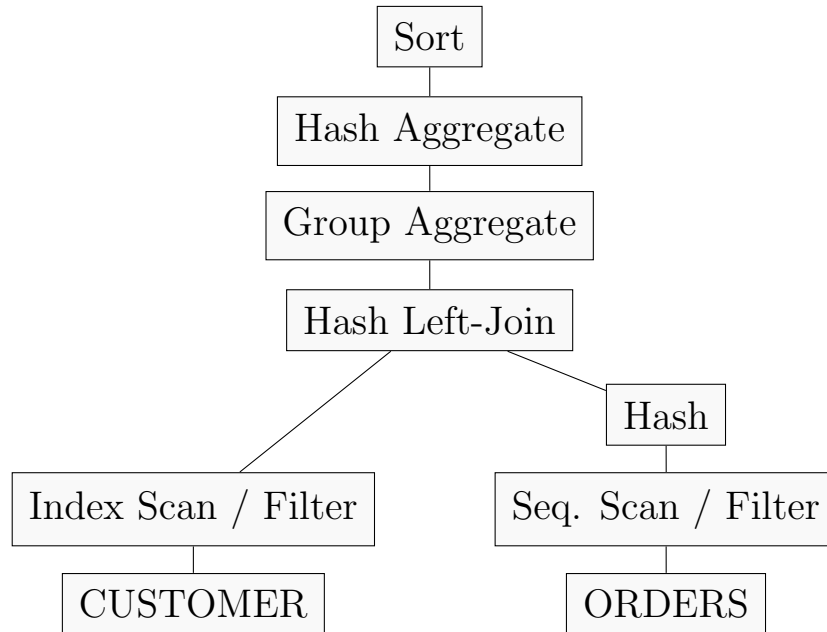 Sort
Hash Aggregate
Group Aggregate
Hash Left-Join
Hash
Index Scan / Filter
Seq. Scan / Filter
CUSTOMER
ORDERS